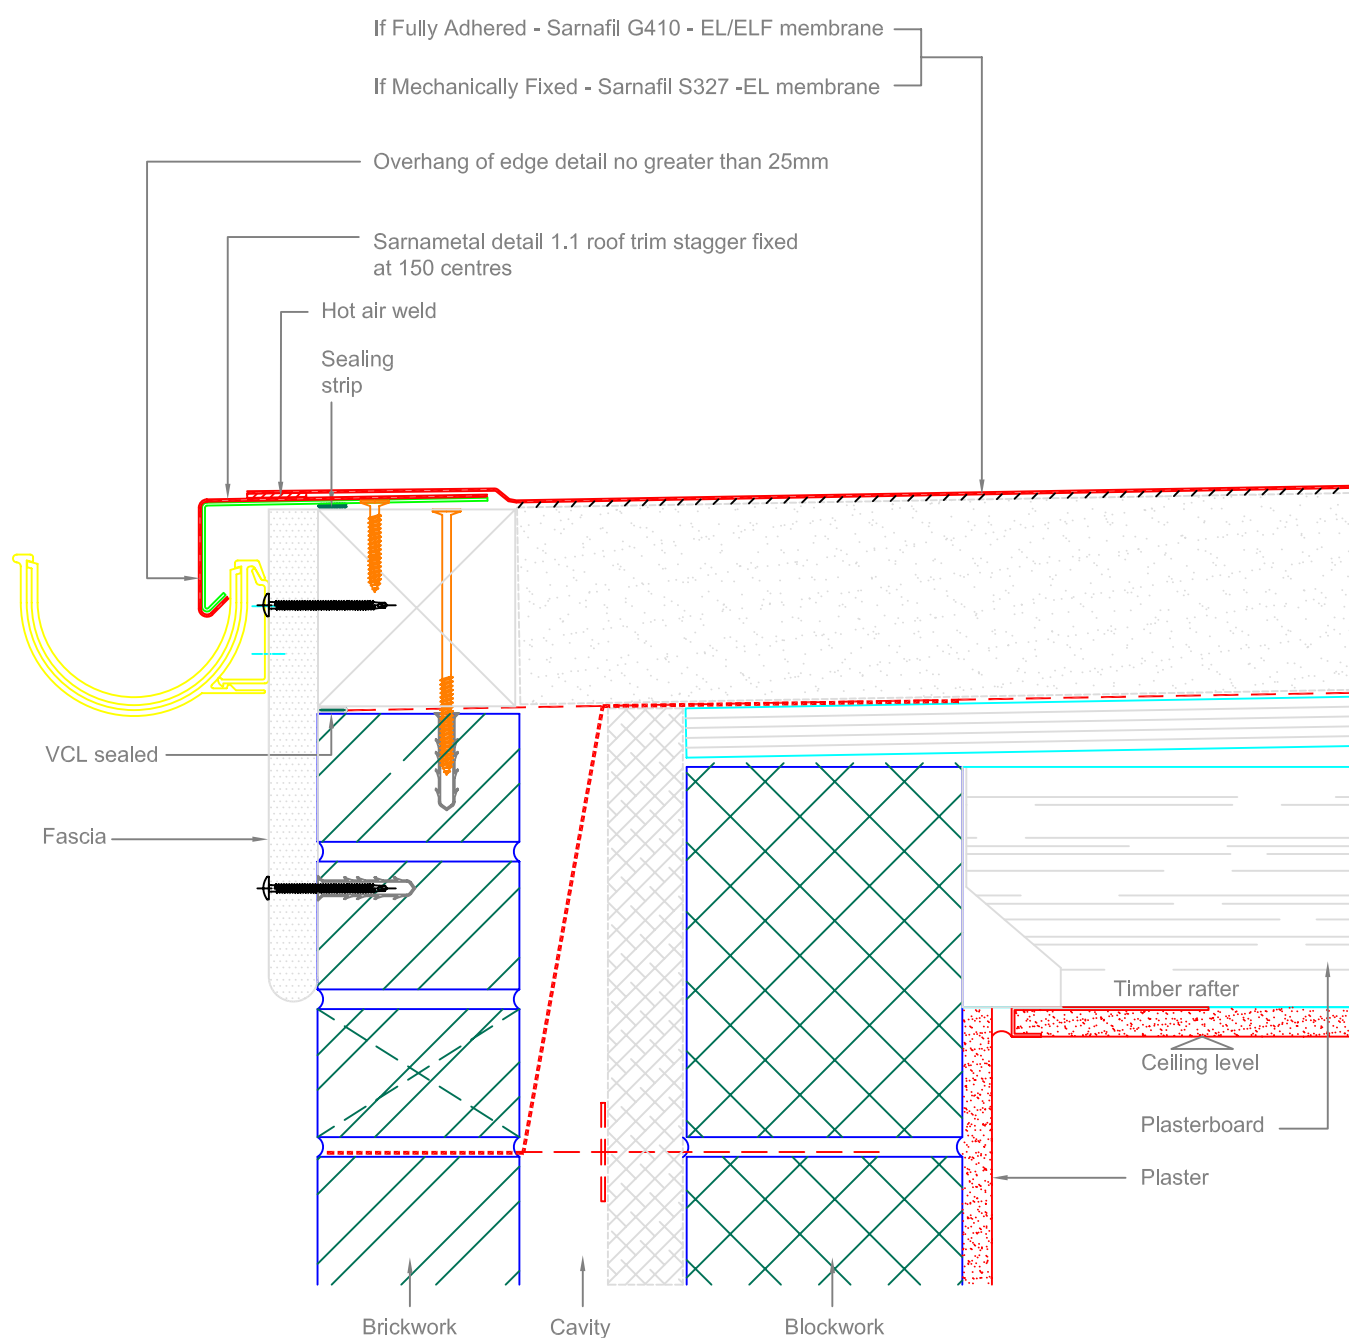 If Fully Adhered - Sarnafil G410 - EL/ELF membrane
If Mechanically Fixed - Sarnafil S327 -EL membrane
Overhang of edge detail no greater than 25mm
Sarnametal detail 1.1 roof trim stagger fixed
at 150 centres
Hot air weld
Sealing
strip
VCL sealed
Fascia
Timber rafter
Ceiling level
Plasterboard
Plaster
Brickwork
Cavity
Blockwork